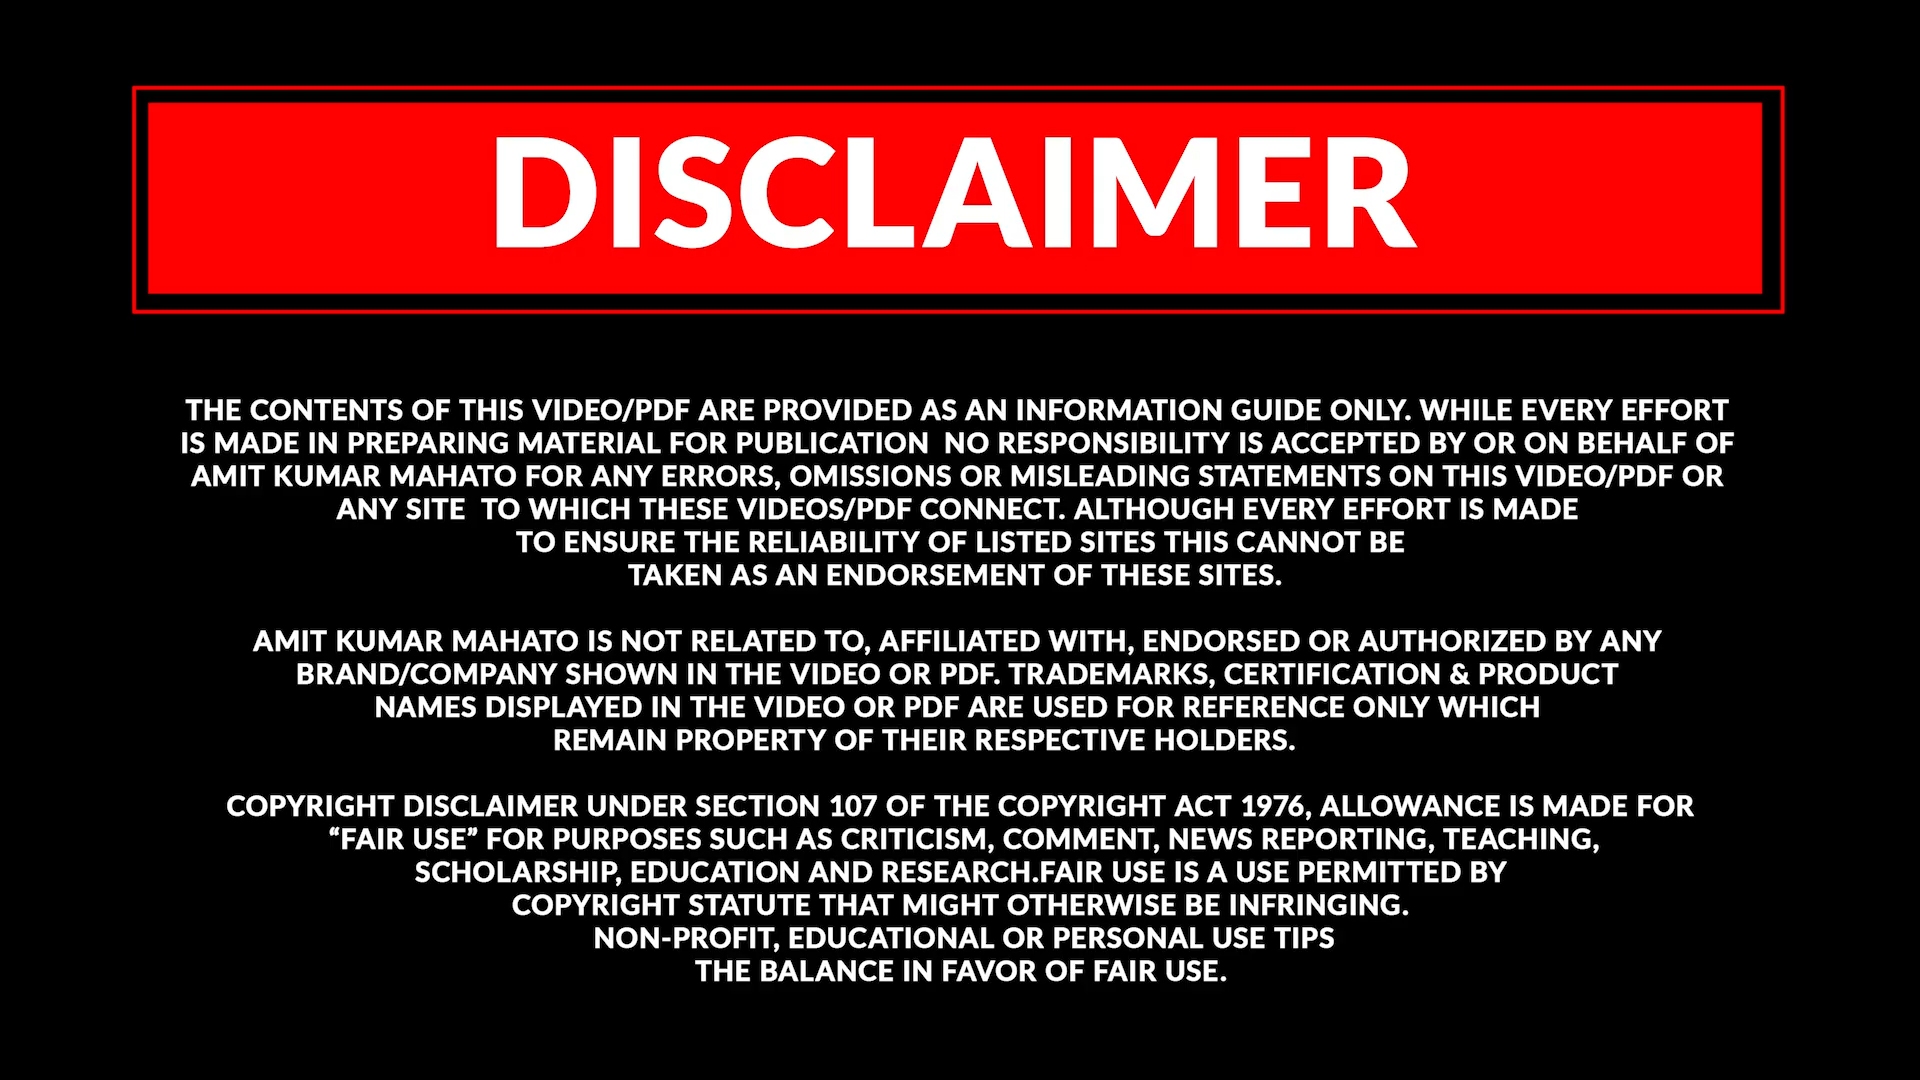 DISCLAIMER
THE CONTENTS OF THIS VIDEO/PDF ARE PROVIDED AS AN INFORMATION GUIDE ONLY. WHILE EVERY EFFORT
IS MADE IN PREPARING MATERIAL FOR PUBLICATION  NO RESPONSIBILITY IS ACCEPTED BY OR ON BEHALF OF
AMIT KUMAR MAHATO FOR ANY ERRORS, OMISSIONS OR MISLEADING STATEMENTS ON THIS VIDEO/PDF OR
ANY SITE  TO WHICH THESE VIDEOS/PDF CONNECT. ALTHOUGH EVERY EFFORT IS MADE
TO ENSURE THE RELIABILITY OF LISTED SITES THIS CANNOT BE
TAKEN AS AN ENDORSEMENT OF THESE SITES.
AMIT KUMAR MAHATO IS NOT RELATED TO, AFFILIATED WITH, ENDORSED OR AUTHORIZED BY ANY
BRAND/COMPANY SHOWN IN THE VIDEO OR PDF. TRADEMARKS, CERTIFICATION & PRODUCT
NAMES DISPLAYED IN THE VIDEO OR PDF ARE USED FOR REFERENCE ONLY WHICH
REMAIN PROPERTY OF THEIR RESPECTIVE HOLDERS.
COPYRIGHT DISCLAIMER UNDER SECTION 107 OF THE COPYRIGHT ACT 1976, ALLOWANCE IS MADE FOR
“FAIR USE” FOR PURPOSES SUCH AS CRITICISM, COMMENT, NEWS REPORTING, TEACHING,
SCHOLARSHIP, EDUCATION AND RESEARCH.FAIR USE IS A USE PERMITTED BY
COPYRIGHT STATUTE THAT MIGHT OTHERWISE BE INFRINGING.
NON-PROFIT, EDUCATIONAL OR PERSONAL USE TIPS
THE BALANCE IN FAVOR OF FAIR USE.